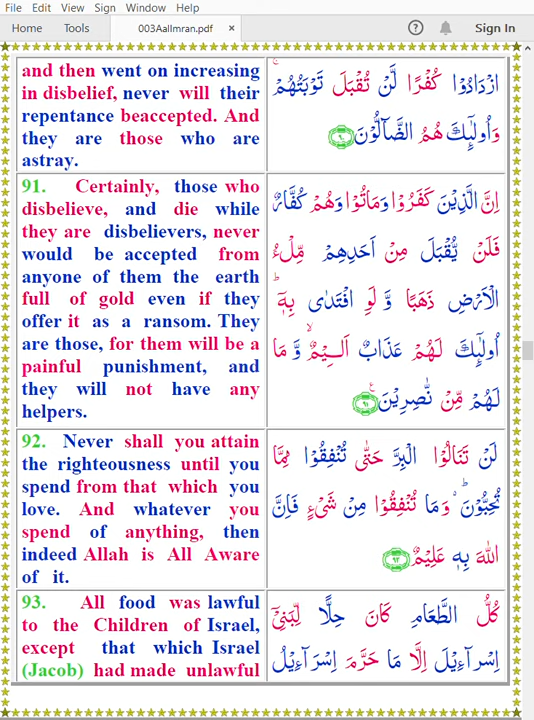 File Edit View Sign Window Help
Home Tools 003AalImran.pdf × ? Sign In
and then went on increasing
in disbelief, never will their
repentance beaccepted. And
they are those who are
astray.
ازْدَادُوْا كُفْرًا لَّنْ تُقْبَلَ تَوْبَتُهُمْ ۚ
وَاُولٰٓئِكَ هُمُ الضَّآلُّوْنَ ۝۹۰
91. Certainly, those who
disbelieve, and die while
they are disbelievers, never
would be accepted from
anyone of them the earth
full of gold even if they
offer it as a ransom. They
are those, for them will be a
painful punishment, and
they will not have any
helpers.
اِنَّ الَّذِيْنَ كَفَرُوْا وَمَاتُوْا وَهُمْ كُفَّارٌ
فَلَنْ يُّقْبَلَ مِنْ اَحَدِهِمْ مِّلْءُ
الْاَرْضِ ذَهَبًا وَّ لَوِ افْتَدٰى بِهٖ ؕ
اُولٰٓئِكَ لَهُمْ عَذَابٌ اَلِيْمٌ ۙ وَّ مَا
لَهُمْ مِّنْ نّٰصِرِيْنَ ۝۹۱
92. Never shall you attain
the righteousness until you
spend from that which you
love. And whatever you
spend of anything, then
indeed Allah is All Aware
of it.
لَنْ تَنَالُوا الْبِرَّ حَتّٰى تُنْفِقُوْا مِمَّا
تُحِبُّوْنَ ؕ۬ وَ مَا تُنْفِقُوْا مِنْ شَيْءٍ فَاِنَّ
اللّٰهَ بِهٖ عَلِيْمٌ ۝۹۲
93. All food was lawful
to the Children of Israel,
except that which Israel
(Jacob) had made unlawful
كُلُّ الطَّعَامِ كَانَ حِلًّا لِّبَنِيْۤ
اِسْرَآءِيْلَ اِلَّا مَا حَرَّمَ اِسْرَآءِيْلُ